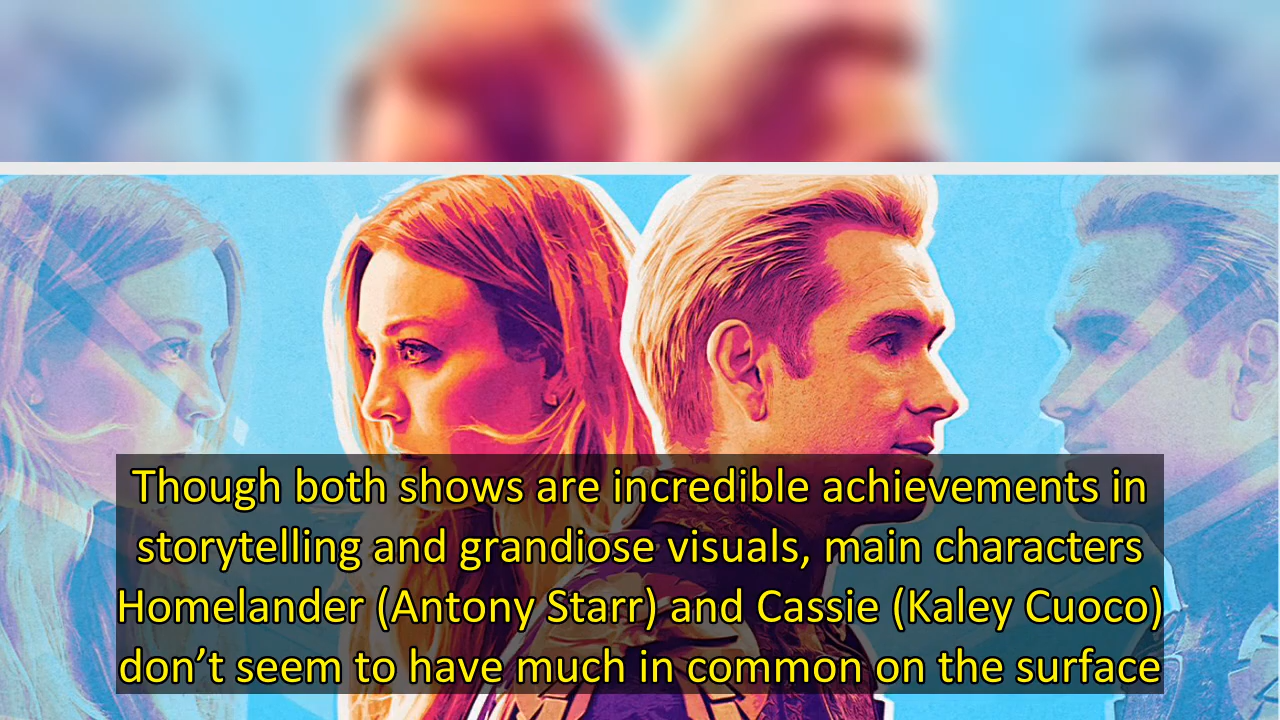 Though both shows are incredible achievements in
storytelling and grandiose visuals, main characters
Homelander (Antony Starr) and Cassie (Kaley Cuoco)
don’t seem to have much in common on the surface